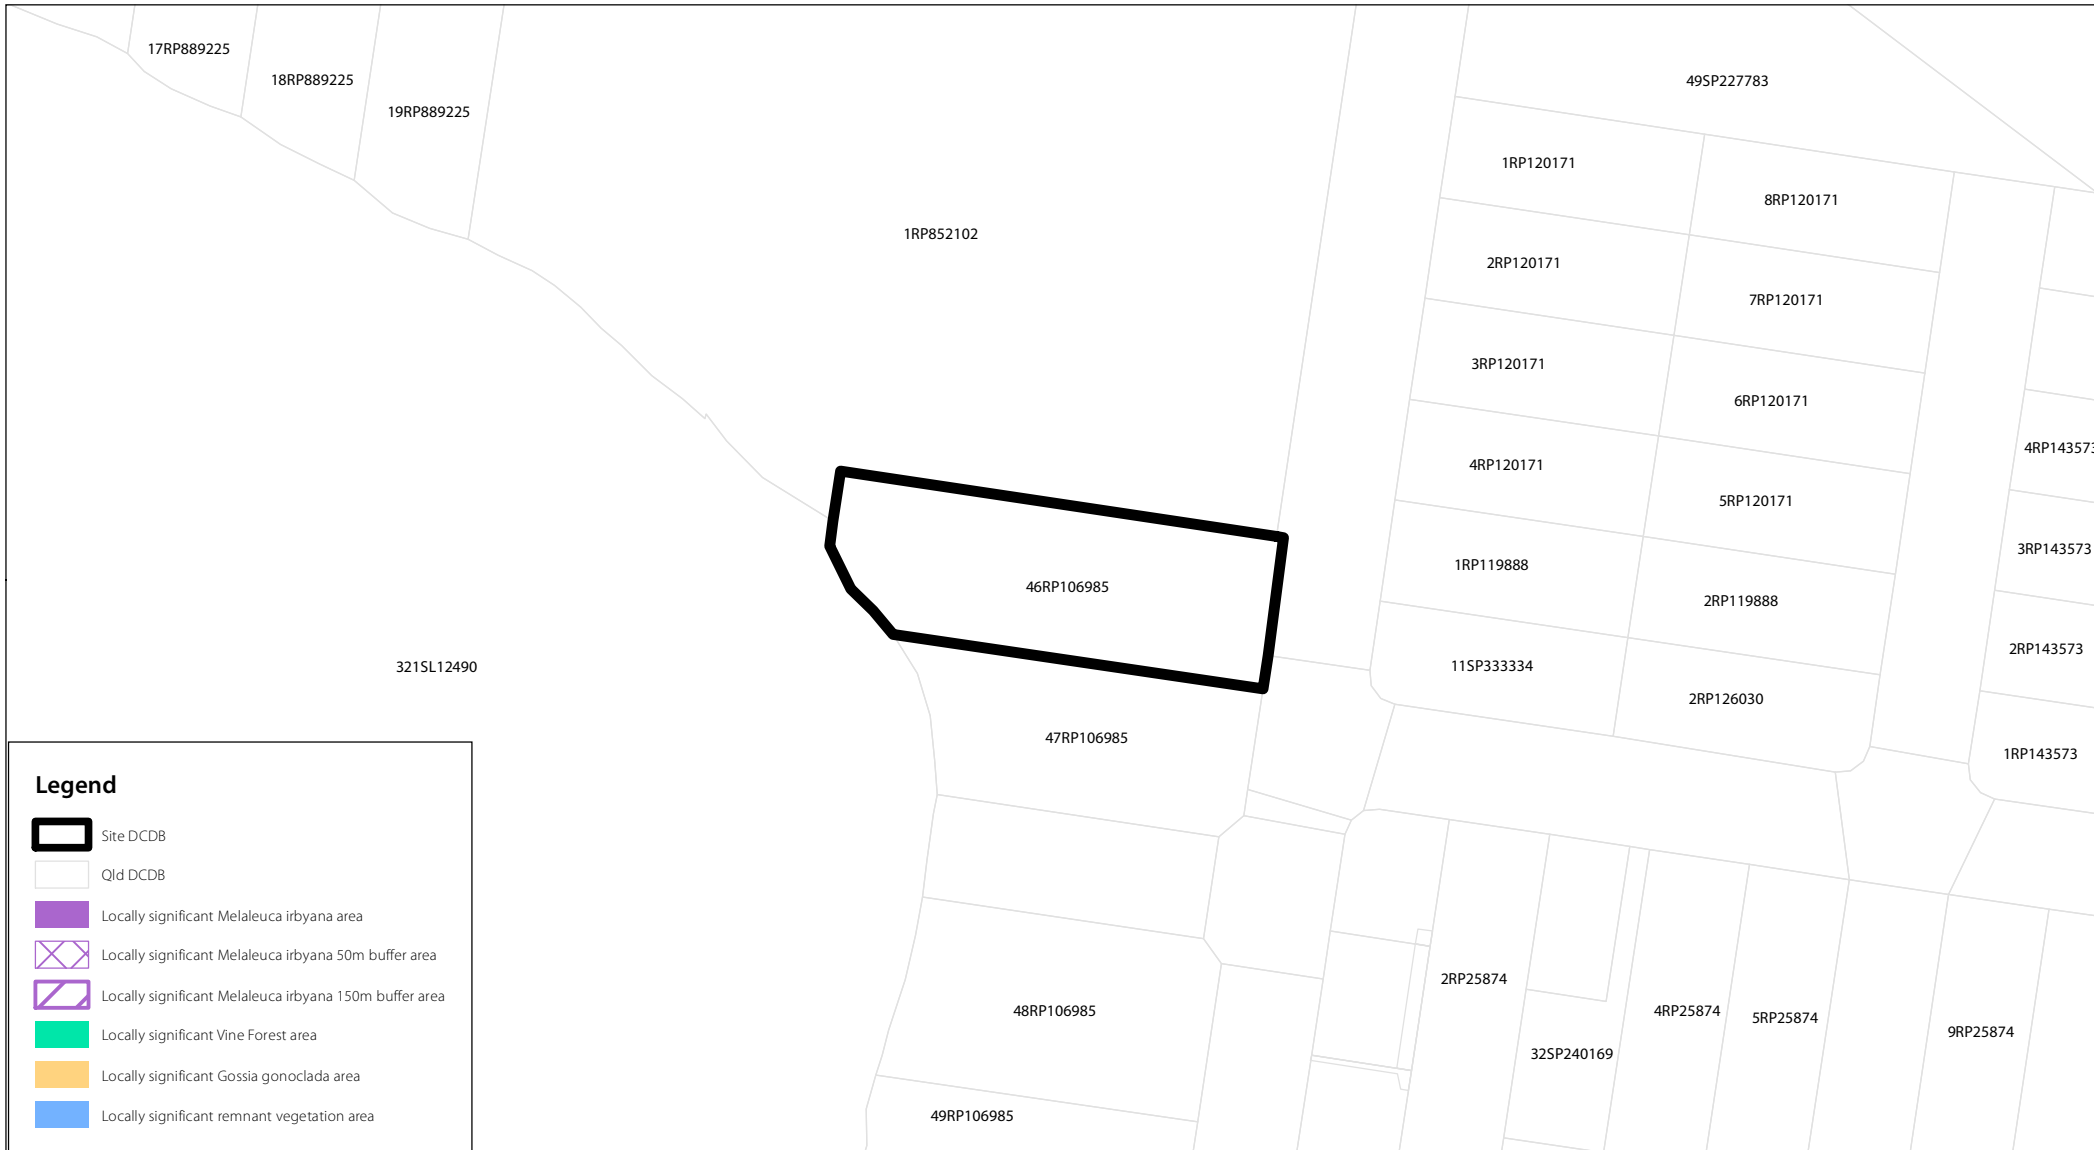 17RP889225
18RP889225
19RP889225
49SP227783
1RP120171
8RP120171
1RP852102
2RP120171
7RP120171
3RP120171
6RP120171
4RP143573
4RP120171
5RP120171
3RP143573
1RP119888
46RP106985
2RP119888
2RP143573
321SL12490
11SP333334
2RP126030
47RP106985
1RP143573
2RP25874
48RP106985
4RP25874
5RP25874
9RP25874
32SP240169
49RP106985
Legend
Site DCDB
Qld DCDB
Locally significant Melaleuca irbyana area
Locally significant Melaleuca irbyana 50m buffer area
Locally significant Melaleuca irbyana 150m buffer area
Locally significant Vine Forest area
Locally significant Gossia gonoclada area
Locally significant remnant vegetation area